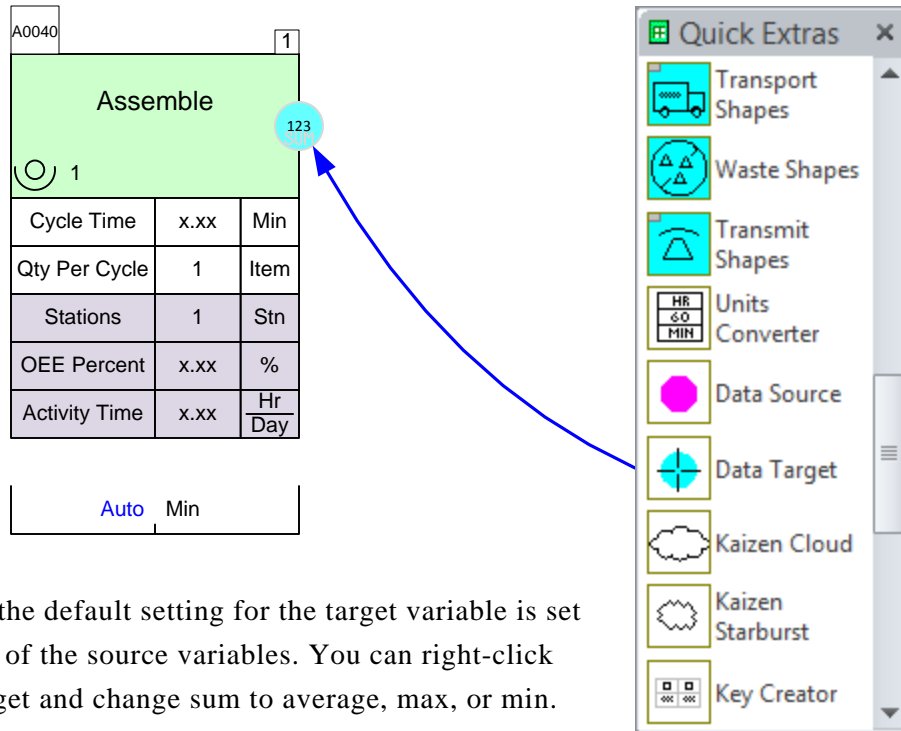 A0040
1
Assemble
123
SUM
1
Cycle Time x.xx Min
Qty Per Cycle 1 Item
Stations 1 Stn
OEE Percent x.xx %
Activity Time x.xx Hr
Day
Auto Min
the default setting for the target variable is set
of the source variables. You can right-click
get and change sum to average, max, or min.
Quick Extras
Transport
Shapes
Waste Shapes
Transmit
Shapes
HR
60
MIN
Units
Converter
Data Source
Data Target
Kaizen Cloud
Kaizen
Starburst
Key Creator